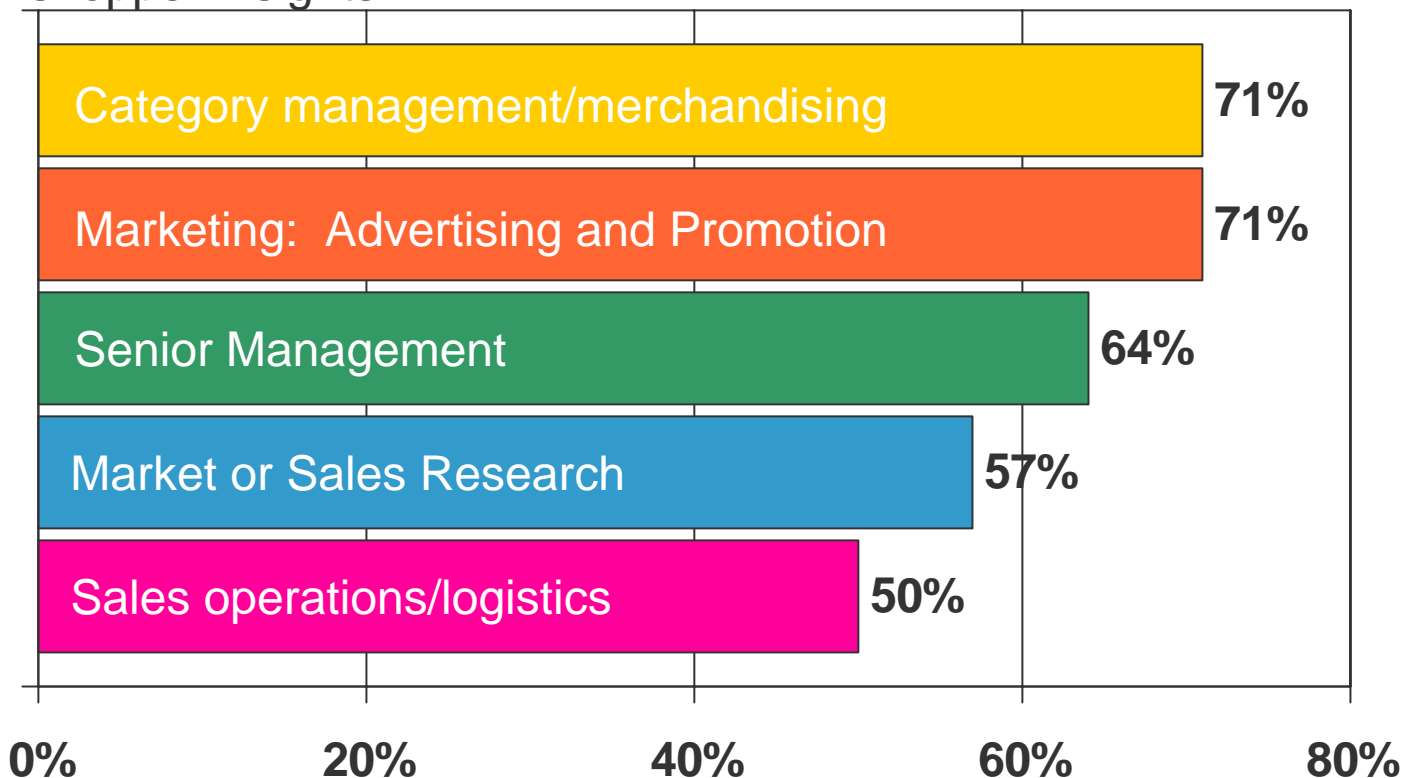 Category management/merchandising 71%
Marketing: Advertising and Promotion 71%
Senior Management 64%
Market or Sales Research 57%
Sales operations/logistics 50%
0% 20% 40% 60% 80%